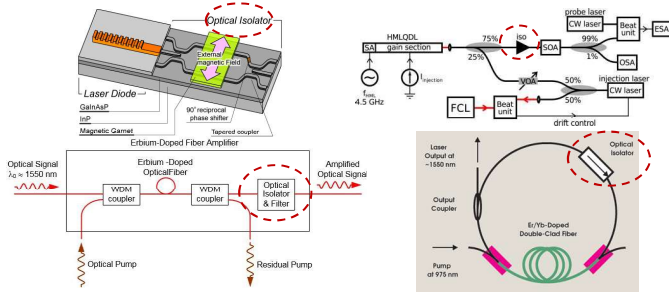 Optical Isolator
External
magnetic Field
Laser Diode
GaInAsP
InP
Magnetic Garnet
90° reciprocal
phase shifter
Tapered coupler
HMLQDL
SA
gain section
75%
25%
iso
SOA
99%
1%
probe laser
CW laser
Beat
unit
ESA
OSA
f_HMLL
4.5 GHz
I_injection
VOA
50%
50%
injection laser
CW laser
FCL
Beat
unit
drift control
Erbium-Doped Fiber Amplifier
Optical Signal
λ₀ ≈ 1550 nm
Erbium -Doped
OpticalFiber
WDM
coupler
WDM
coupler
Optical
Isolator
& Filter
Amplified
Optical Signal
Optical Pump
Residual Pump
Laser
Output at
~1550 nm
Optical
Isolator
Output
Coupler
Er/Yb-Doped
Double-Clad Fiber
Pump
at 975 nm